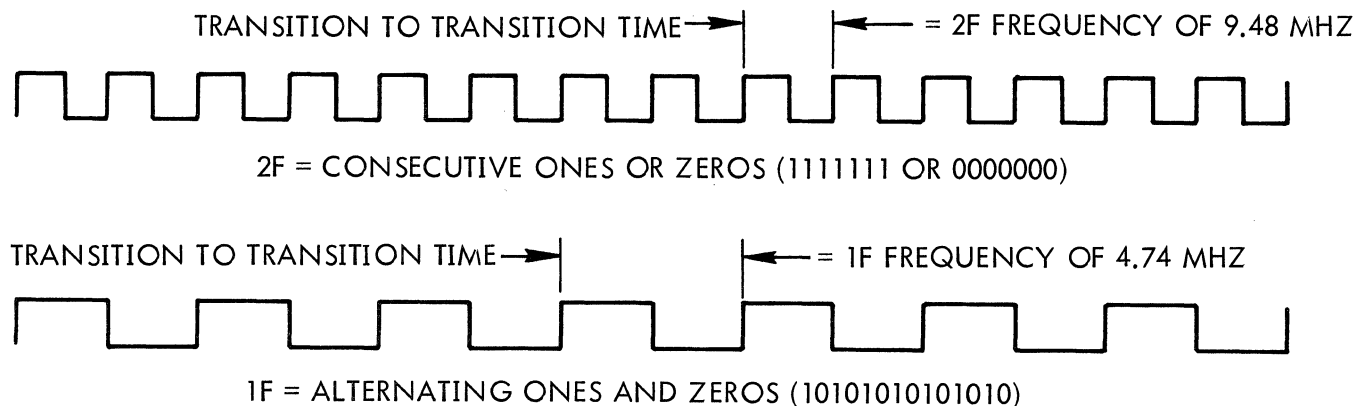 TRANSITION TO TRANSITION TIME = 2F FREQUENCY OF 9.48 MHZ
2F = CONSECUTIVE ONES OR ZEROS (1111111 OR 0000000)
TRANSITION TO TRANSITION TIME = 1F FREQUENCY OF 4.74 MHZ
1F = ALTERNATING ONES AND ZEROS (10101010101010)